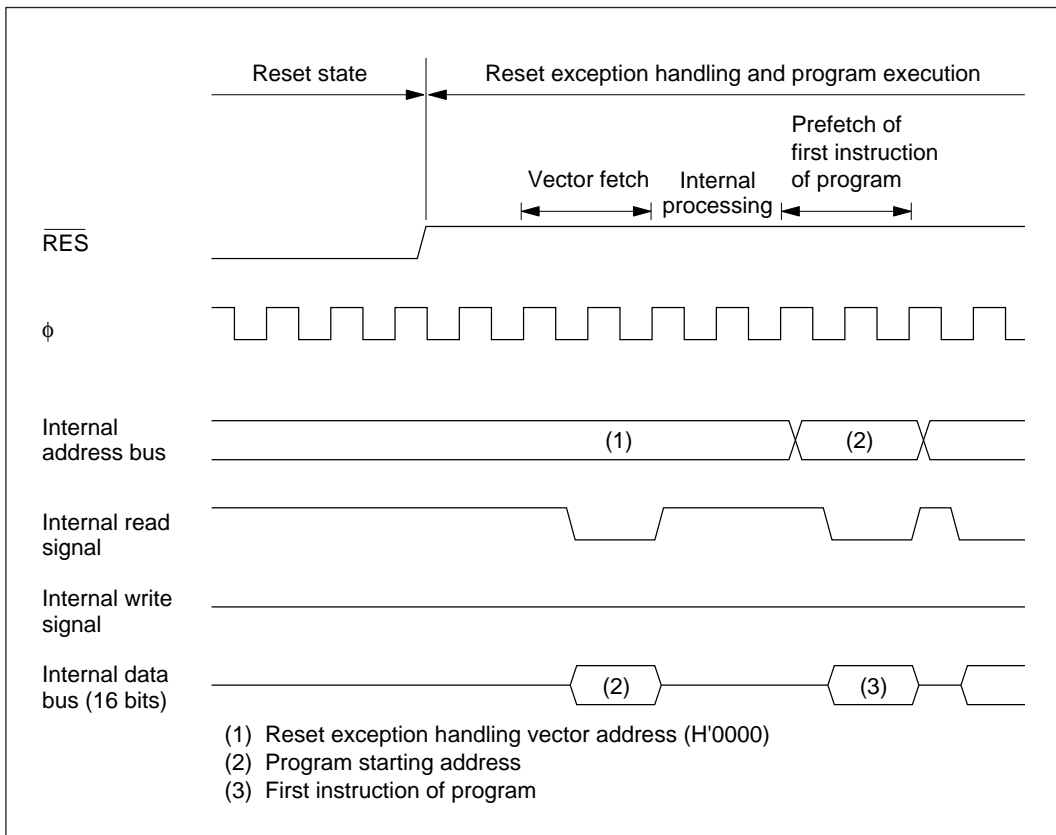 Reset state
Reset exception handling and program execution
Prefetch of
first instruction
of program
Vector fetch
Internal
processing
RES
ϕ
Internal
address bus
(1)
(2)
Internal read
signal
Internal write
signal
Internal data
bus (16 bits)
(2)
(3)
(1) Reset exception handling vector address (H'0000)
(2) Program starting address
(3) First instruction of program